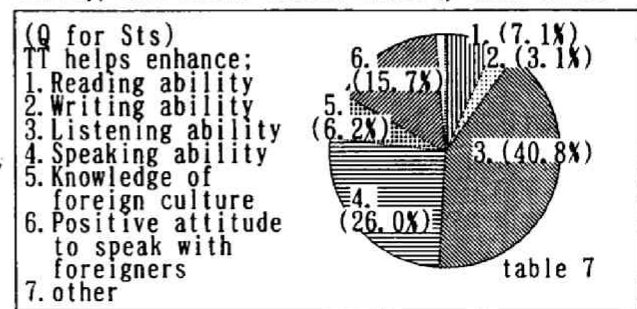 (Q for Sts)
TT helps enhance;
1. Reading ability
2. Writing ability
3. Listening ability
4. Speaking ability
5. Knowledge of
foreign culture
6. Positive attitude
to speak with
foreigners
7. other
1. (7.1%)
2. (3.1%)
3. (40.8%)
4.
(26.0%)
5.
(6.2%)
6.
(15.7%)
table 7